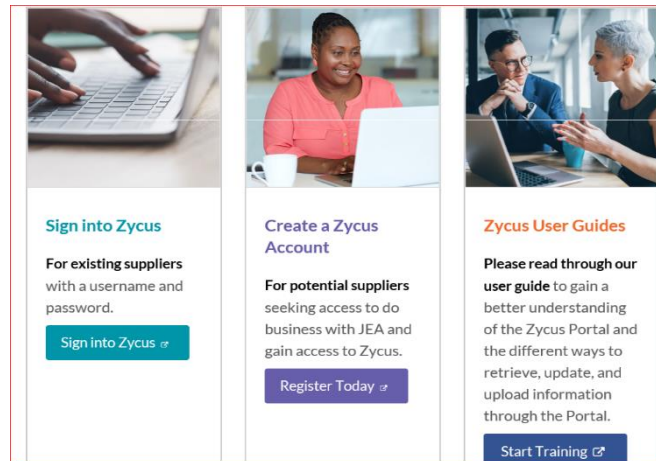 Sign into Zycus
For existing suppliers
with a username and
password.
Sign into Zycus
Create a Zycus
Account
For potential suppliers
seeking access to do
business with JEA and
gain access to Zycus.
Register Today
Zycus User Guides
Please read through our
user guide to gain a
better understanding
of the Zycus Portal and
the different ways to
retrieve, update, and
upload information
through the Portal.
Start Training